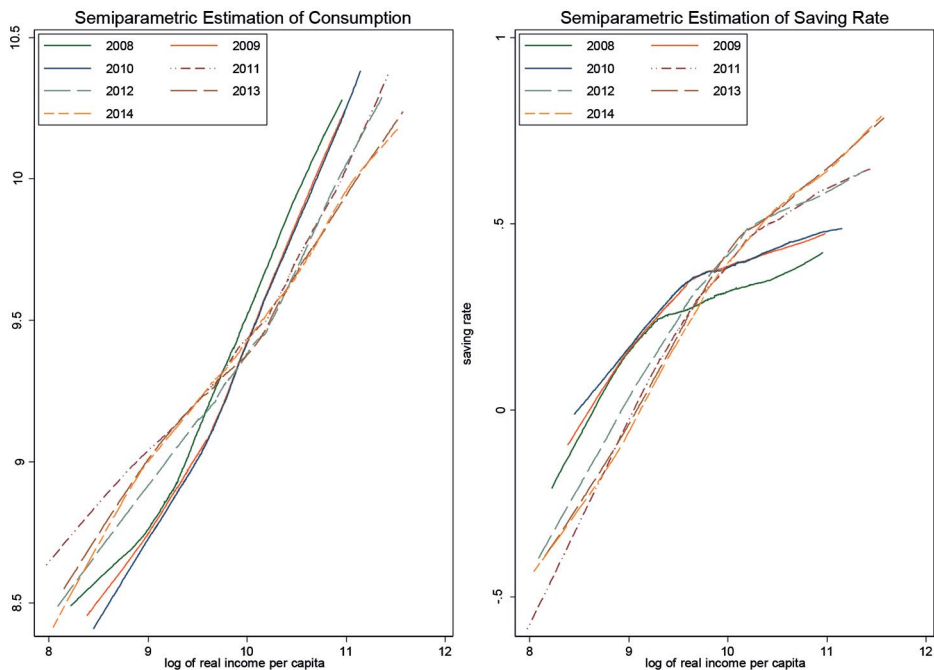 Semiparametric Estimation of Consumption
2008 2009
2010 2011
2012 2013
2014
10.5
10
9.5
9
8.5
8 9 10 11 12
log of real income per capita
Semiparametric Estimation of Saving Rate
2008 2009
2010 2011
2012 2013
2014
saving rate
1
.5
0
-.5
8 9 10 11 12
log of real income per capita